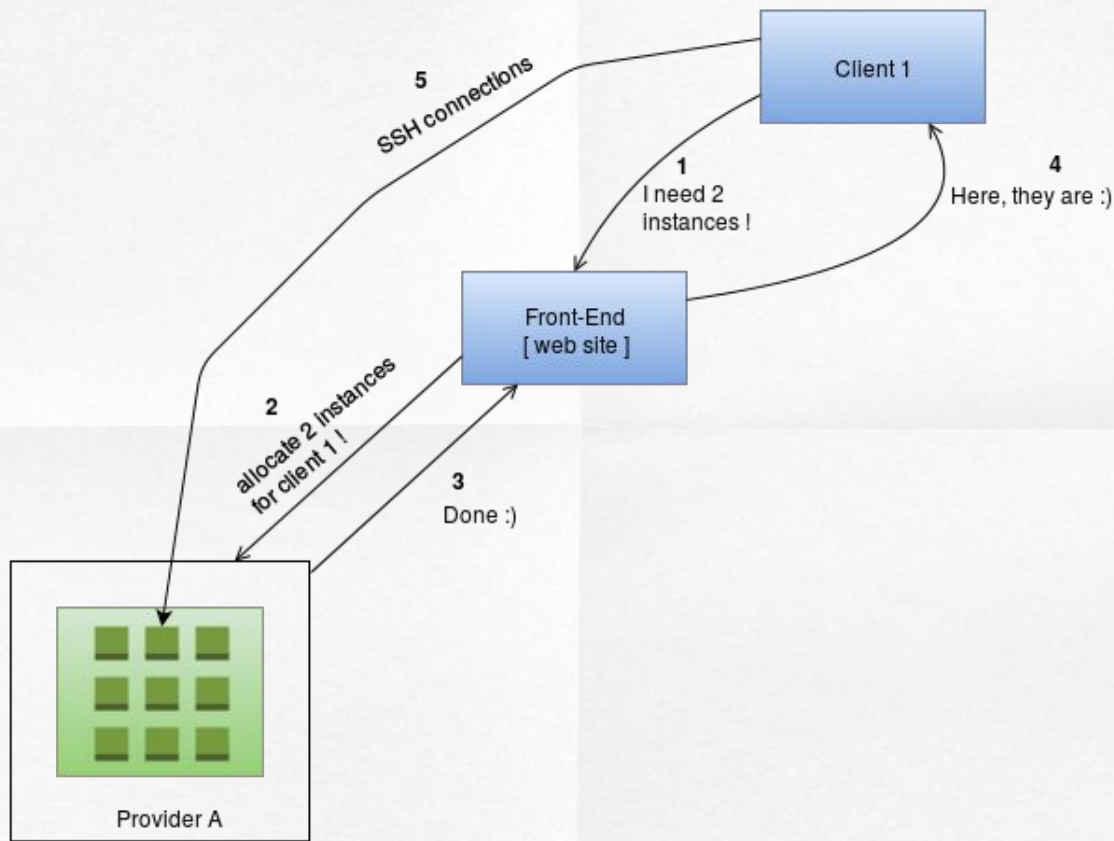 Client 1
5
SSH connections
1
I need 2
instances !
4
Here, they are :)
Front-End
[ web site ]
2
allocate 2 instances
for client 1 !
3
Done :)
Provider A